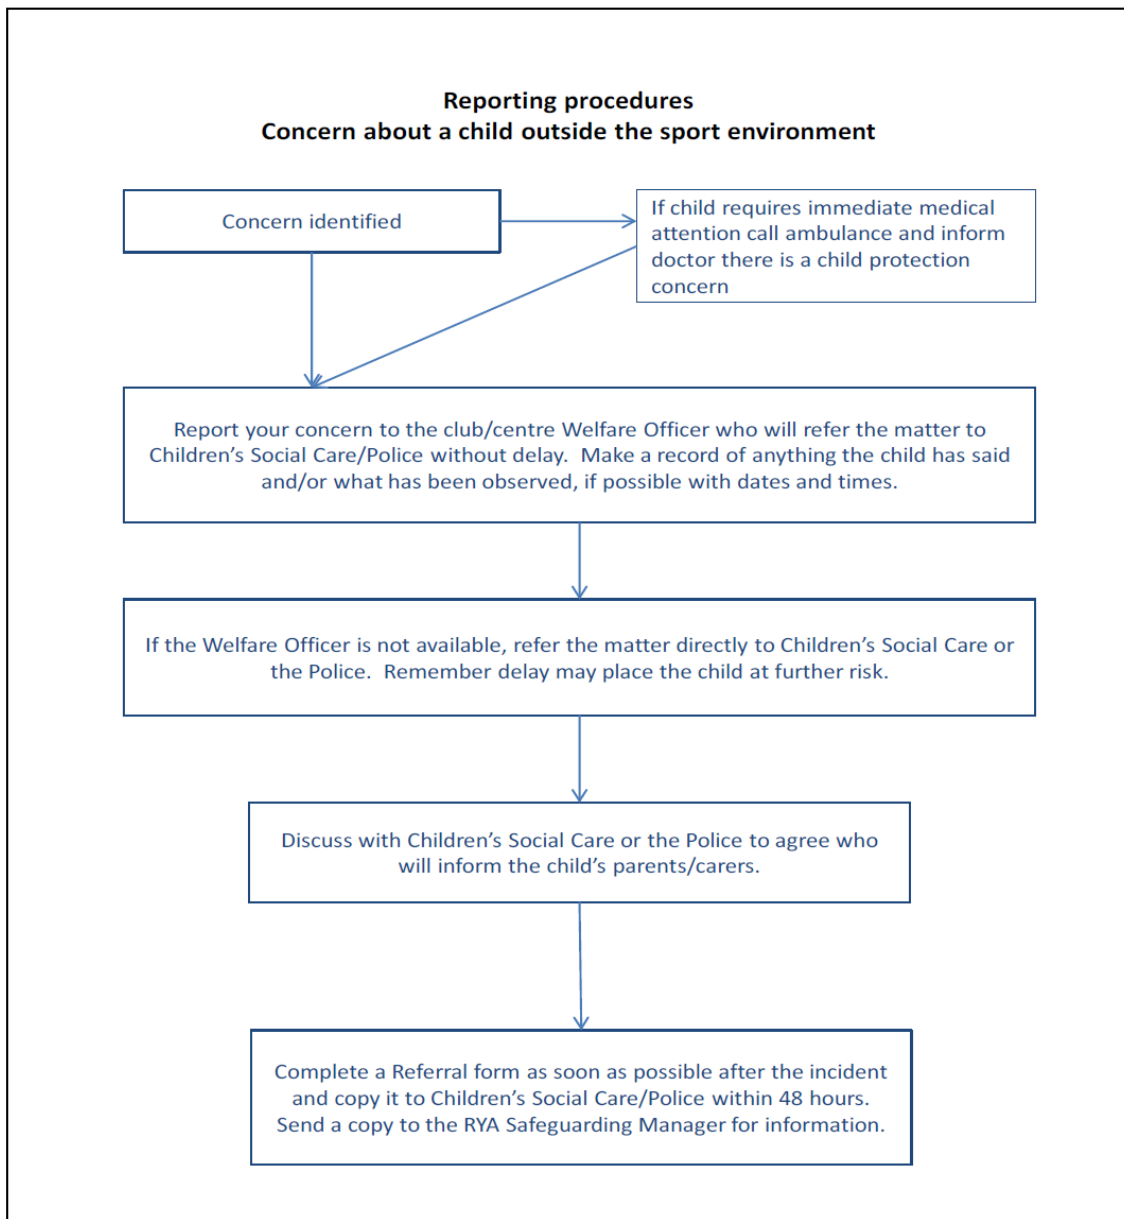 Reporting procedures
Concern about a child outside the sport environment
Concern identified
If child requires immediate medical
attention call ambulance and inform
doctor there is a child protection
concern
Report your concern to the club/centre Welfare Officer who will refer the matter to
Children’s Social Care/Police without delay.  Make a record of anything the child has said
and/or what has been observed, if possible with dates and times.
If the Welfare Officer is not available, refer the matter directly to Children’s Social Care or
the Police.  Remember delay may place the child at further risk.
Discuss with Children’s Social Care or the Police to agree who
will inform the child’s parents/carers.
Complete a Referral form as soon as possible after the incident
and copy it to Children’s Social Care/Police within 48 hours.
Send a copy to the RYA Safeguarding Manager for information.